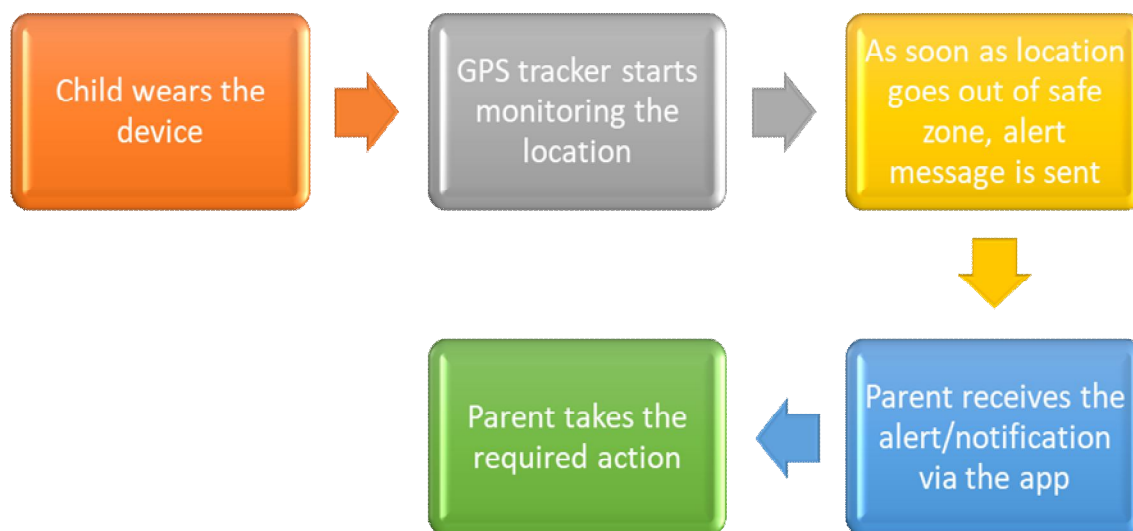 Child wears the
device
GPS tracker starts
monitoring the
location
As soon as location
goes out of safe
zone, alert
message is sent
Parent receives the
alert/notification
via the app
Parent takes the
required action